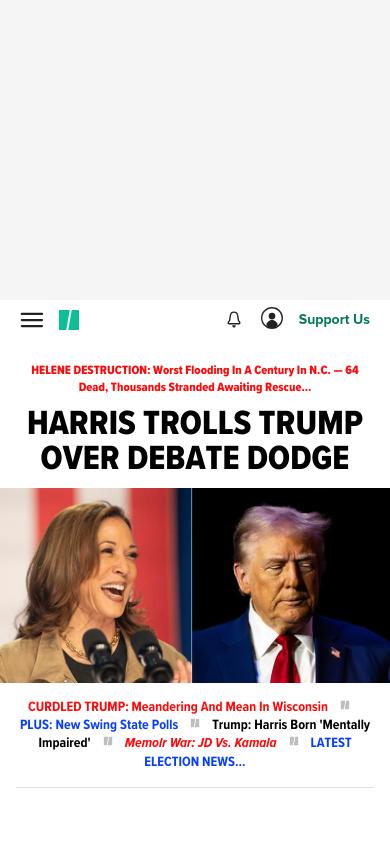 Support Us
HELENE DESTRUCTION: Worst Flooding In A Century In N.C. — 64
Dead, Thousands Stranded Awaiting Rescue...
HARRIS TROLLS TRUMP
OVER DEBATE DODGE
CURDLED TRUMP: Meandering And Mean In Wisconsin
PLUS: New Swing State Polls Trump: Harris Born 'Mentally
Impaired' Memoir War: JD Vs. Kamala LATEST
ELECTION NEWS...